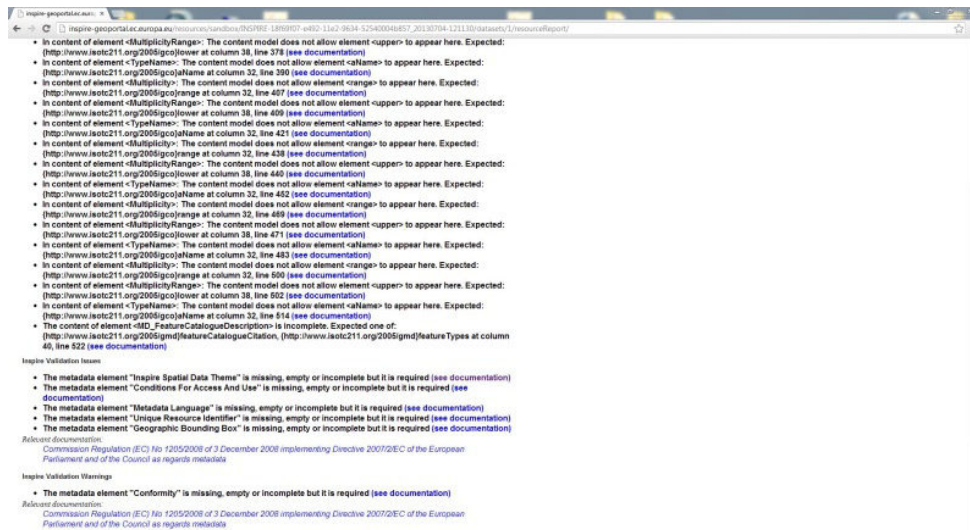 inspire-geoportal.ec.euro
inspire-geoportal.ec.europa.eu/resources/sandbox/INSPIRE-18f69f07-e492-11e2-9634-52540004b857_20130704-121130/datasets/1/resourceReport/
• In content of element <MultiplicityRange>: The content model does not allow element <upper> to appear here. Expected:
{http://www.isotc211.org/2005/gco}lower at column 38, line 378 (see documentation)
• In content of element <TypeName>: The content model does not allow element <aName> to appear here. Expected:
{http://www.isotc211.org/2005/gco}aName at column 32, line 390 (see documentation)
• In content of element <Multiplicity>: The content model does not allow element <range> to appear here. Expected:
{http://www.isotc211.org/2005/gco}range at column 32, line 407 (see documentation)
• In content of element <MultiplicityRange>: The content model does not allow element <upper> to appear here. Expected:
{http://www.isotc211.org/2005/gco}lower at column 38, line 409 (see documentation)
• In content of element <TypeName>: The content model does not allow element <aName> to appear here. Expected:
{http://www.isotc211.org/2005/gco}aName at column 32, line 421 (see documentation)
• In content of element <Multiplicity>: The content model does not allow element <range> to appear here. Expected:
{http://www.isotc211.org/2005/gco}range at column 32, line 438 (see documentation)
• In content of element <MultiplicityRange>: The content model does not allow element <upper> to appear here. Expected:
{http://www.isotc211.org/2005/gco}lower at column 38, line 440 (see documentation)
• In content of element <TypeName>: The content model does not allow element <aName> to appear here. Expected:
{http://www.isotc211.org/2005/gco}aName at column 32, line 452 (see documentation)
• In content of element <Multiplicity>: The content model does not allow element <range> to appear here. Expected:
{http://www.isotc211.org/2005/gco}range at column 32, line 469 (see documentation)
• In content of element <MultiplicityRange>: The content model does not allow element <upper> to appear here. Expected:
{http://www.isotc211.org/2005/gco}lower at column 38, line 471 (see documentation)
• In content of element <TypeName>: The content model does not allow element <aName> to appear here. Expected:
{http://www.isotc211.org/2005/gco}aName at column 32, line 483 (see documentation)
• In content of element <Multiplicity>: The content model does not allow element <range> to appear here. Expected:
{http://www.isotc211.org/2005/gco}range at column 32, line 500 (see documentation)
• In content of element <MultiplicityRange>: The content model does not allow element <upper> to appear here. Expected:
{http://www.isotc211.org/2005/gco}lower at column 38, line 502 (see documentation)
• In content of element <TypeName>: The content model does not allow element <aName> to appear here. Expected:
{http://www.isotc211.org/2005/gco}aName at column 32, line 514 (see documentation)
• The content of element <MD_FeatureCatalogueDescription> is incomplete. Expected one of:
{http://www.isotc211.org/2005/gmd}featureCatalogueCitation, {http://www.isotc211.org/2005/gmd}featureTypes at column
40, line 522 (see documentation)
Inspire Validation Issues
• The metadata element "Inspire Spatial Data Theme" is missing, empty or incomplete but it is required (see documentation)
• The metadata element "Conditions For Access And Use" is missing, empty or incomplete but it is required (see
documentation)
• The metadata element "Metadata Language" is missing, empty or incomplete but it is required (see documentation)
• The metadata element "Unique Resource Identifier" is missing, empty or incomplete but it is required (see documentation)
• The metadata element "Geographic Bounding Box" is missing, empty or incomplete but it is required (see documentation)
Relevant documentation:
Commission Regulation (EC) No 1205/2008 of 3 December 2008 implementing Directive 2007/2/EC of the European
Parliament and of the Council as regards metadata
Inspire Validation Warnings
• The metadata element "Conformity" is missing, empty or incomplete but it is required (see documentation)
Relevant documentation:
Commission Regulation (EC) No 1205/2008 of 3 December 2008 implementing Directive 2007/2/EC of the European
Parliament and of the Council as regards metadata